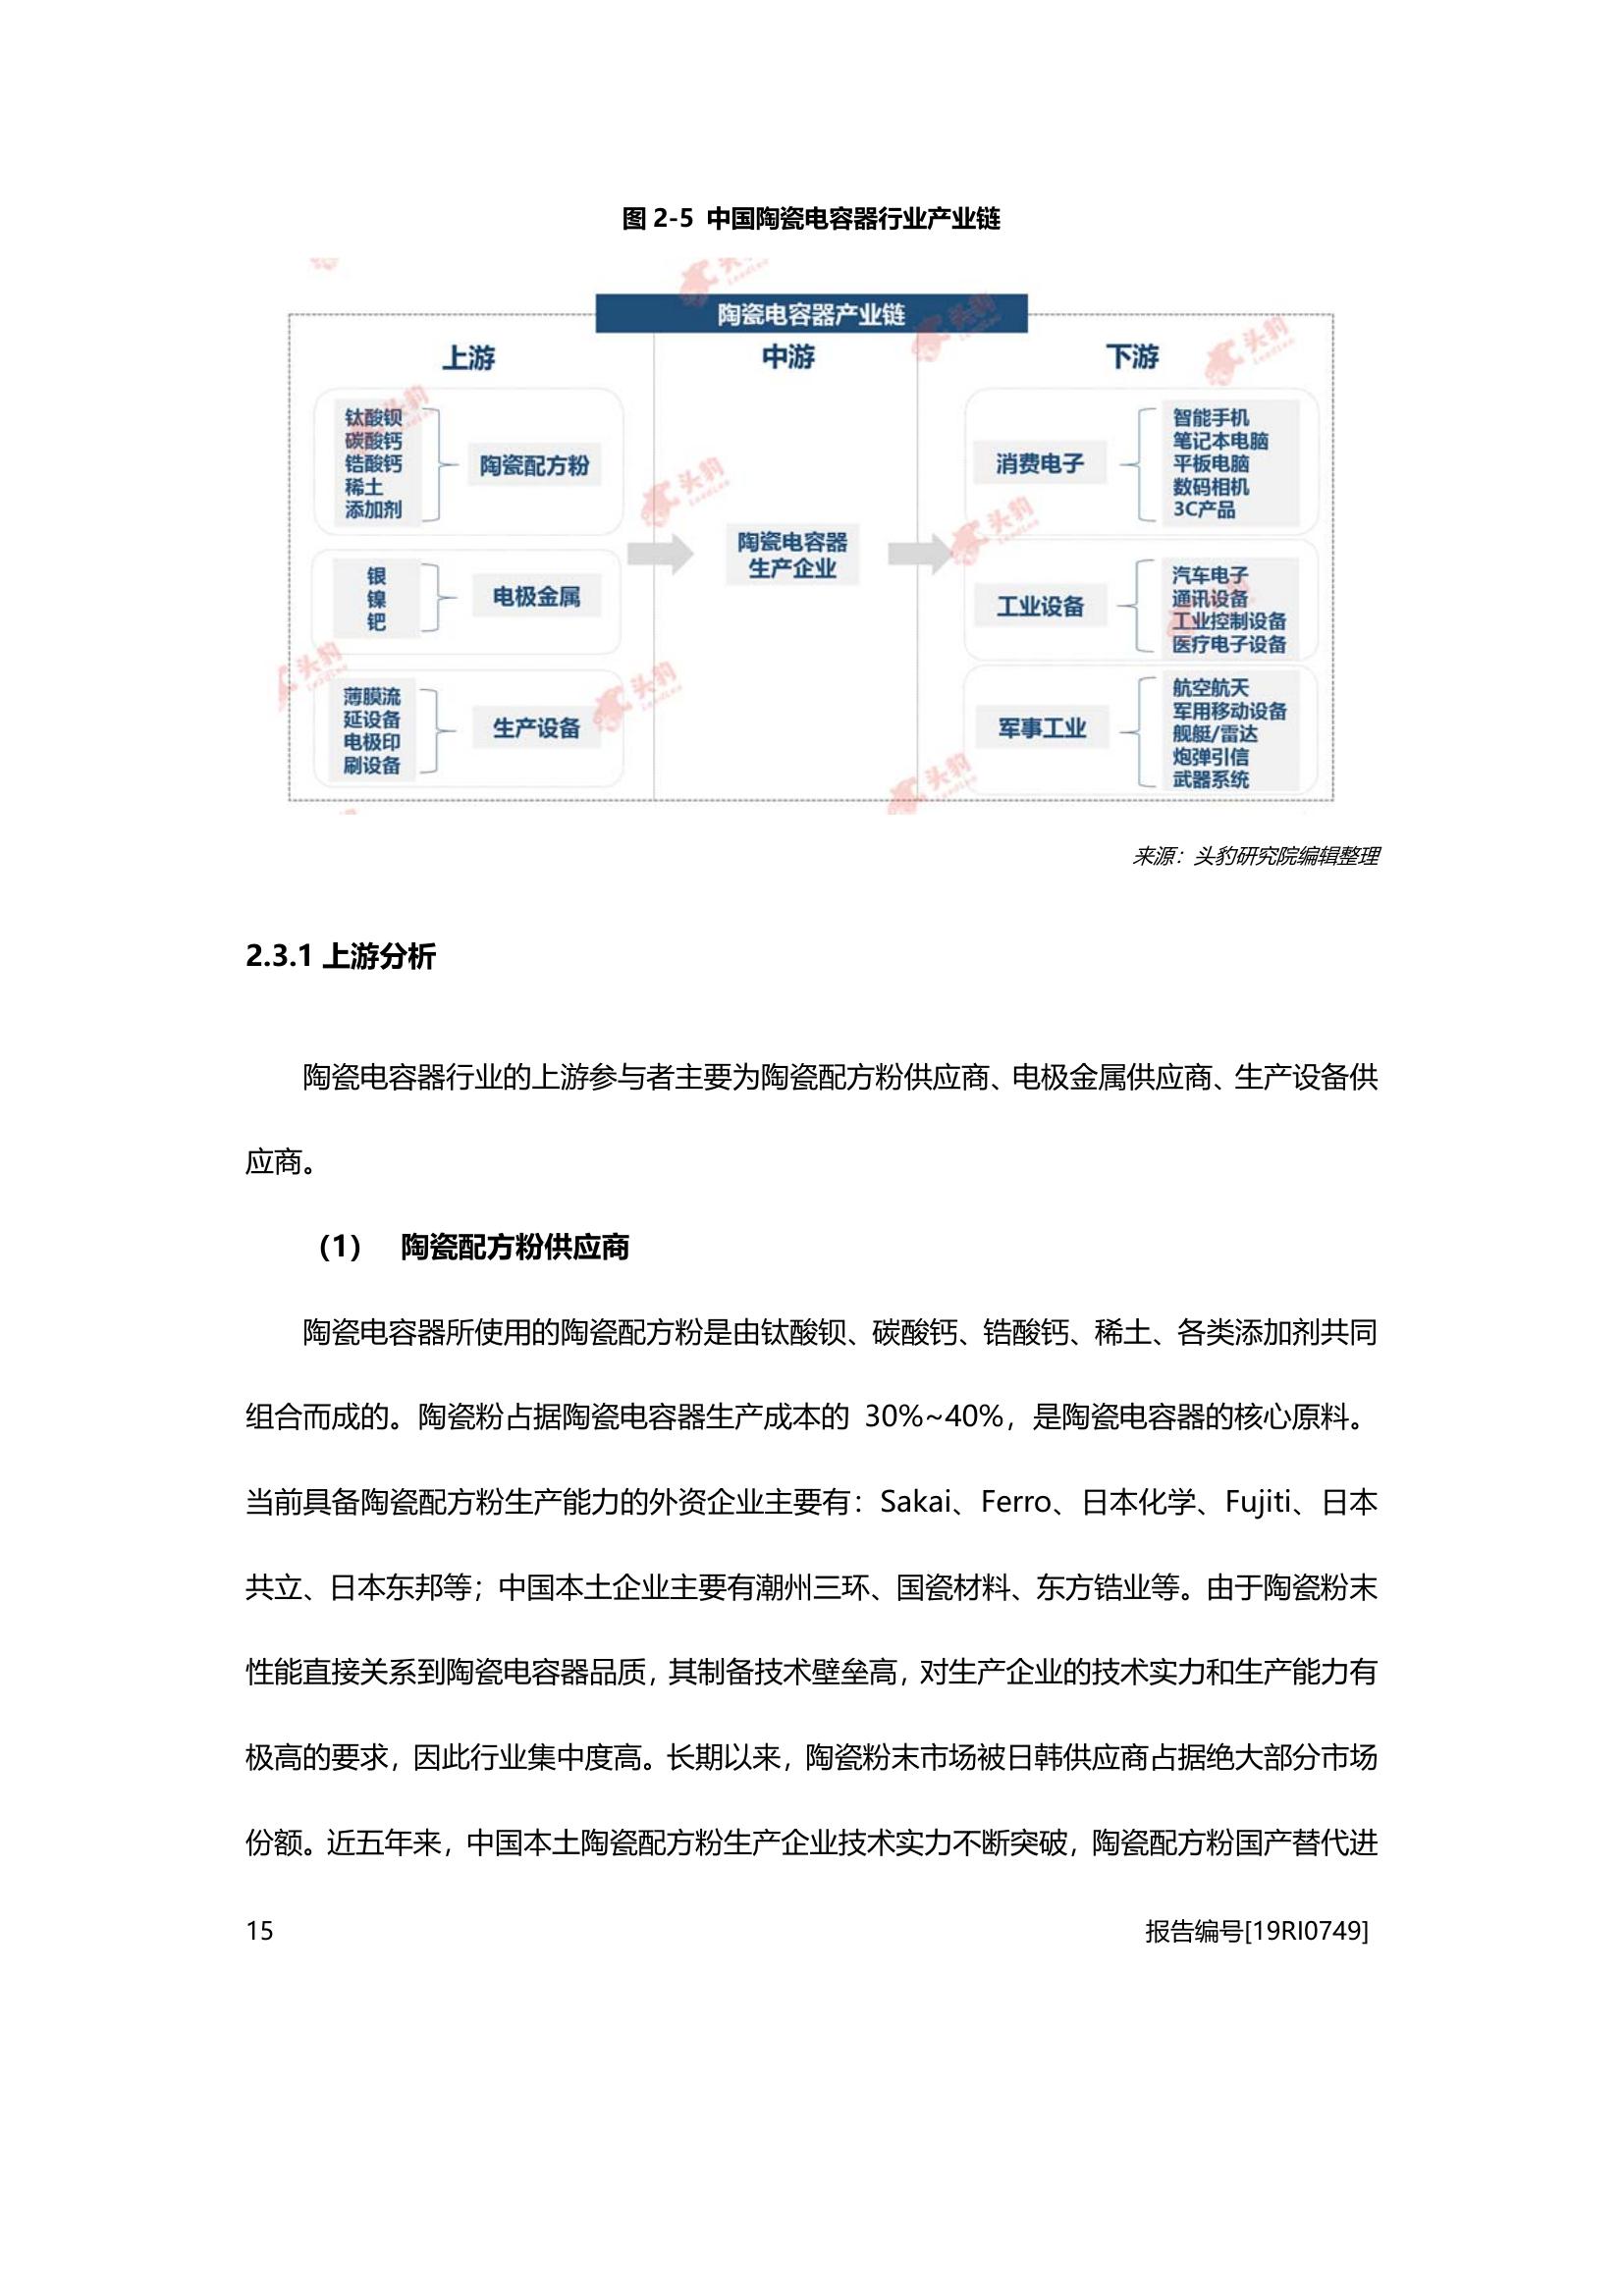 图 2-5 中国陶瓷电容器行业产业链
陶瓷电容器产业链
上游
钛酸钡
碳酸钙
锆酸钙
稀土
添加剂
陶瓷配方粉
银
镍
钯
电极金属
薄膜流
延设备
电极印
刷设备
生产设备
中游
陶瓷电容器
生产企业
下游
消费电子
智能手机
笔记本电脑
平板电脑
数码相机
3C产品
工业设备
汽车电子
通讯设备
工业控制设备
医疗电子设备
军事工业
航空航天
军用移动设备
舰艇/雷达
炮弹引信
武器系统
头豹
LeadLeo
来源：头豹研究院编辑整理
2.3.1 上游分析
陶瓷电容器行业的上游参与者主要为陶瓷配方粉供应商、电极金属供应商、生产设备供
应商。
（1） 陶瓷配方粉供应商
陶瓷电容器所使用的陶瓷配方粉是由钛酸钡、碳酸钙、锆酸钙、稀土、各类添加剂共同
组合而成的。陶瓷粉占据陶瓷电容器生产成本的 30%~40%，是陶瓷电容器的核心原料。
当前具备陶瓷配方粉生产能力的外资企业主要有：Sakai、Ferro、日本化学、Fujiti、日本
共立、日本东邦等；中国本土企业主要有潮州三环、国瓷材料、东方锆业等。由于陶瓷粉末
性能直接关系到陶瓷电容器品质，其制备技术壁垒高，对生产企业的技术实力和生产能力有
极高的要求，因此行业集中度高。长期以来，陶瓷粉末市场被日韩供应商占据绝大部分市场
份额。近五年来，中国本土陶瓷配方粉生产企业技术实力不断突破，陶瓷配方粉国产替代进
15
报告编号[19RI0749]